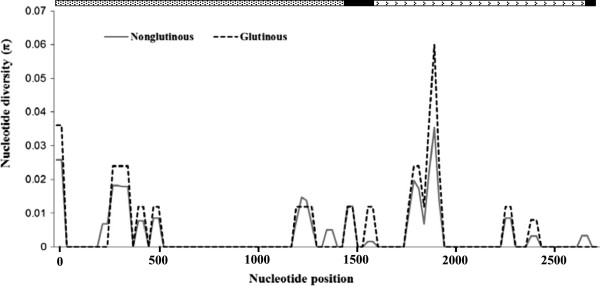 0.07
0.06
0.05
0.04
0.03
0.02
0.01
0
Nucleotide diversity (π)
Nonglutinous
Glutinous
0 500 1000 1500 2000 2500
Nucleotide position